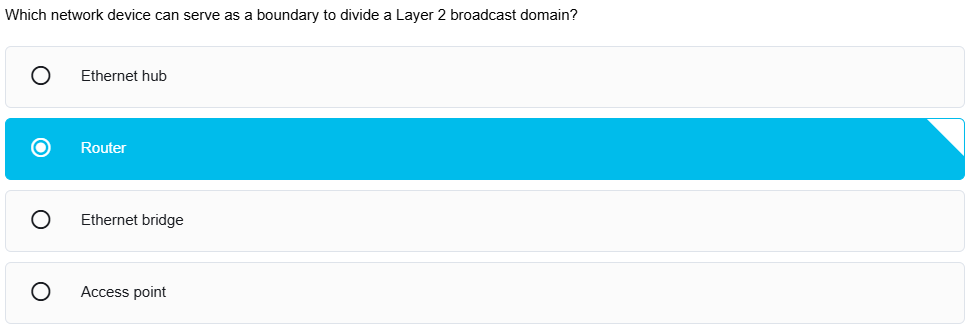 Which network device can serve as a boundary to divide a Layer 2 broadcast domain?
Ethernet hub
Router
Ethernet bridge
Access point